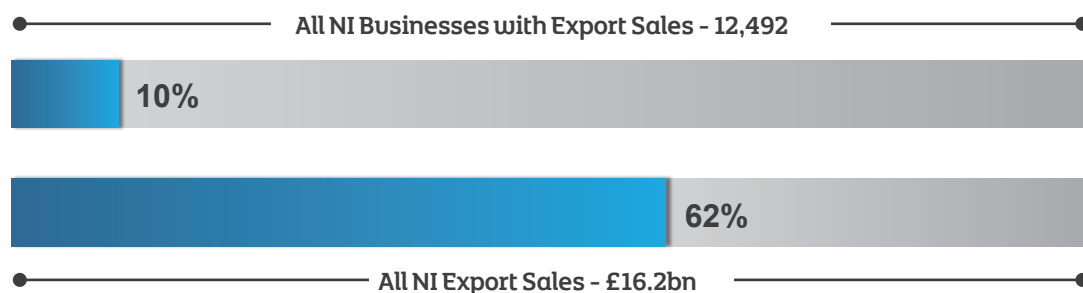 All NI Businesses with Export Sales - 12,492
10%
62%
All NI Export Sales - £16.2bn